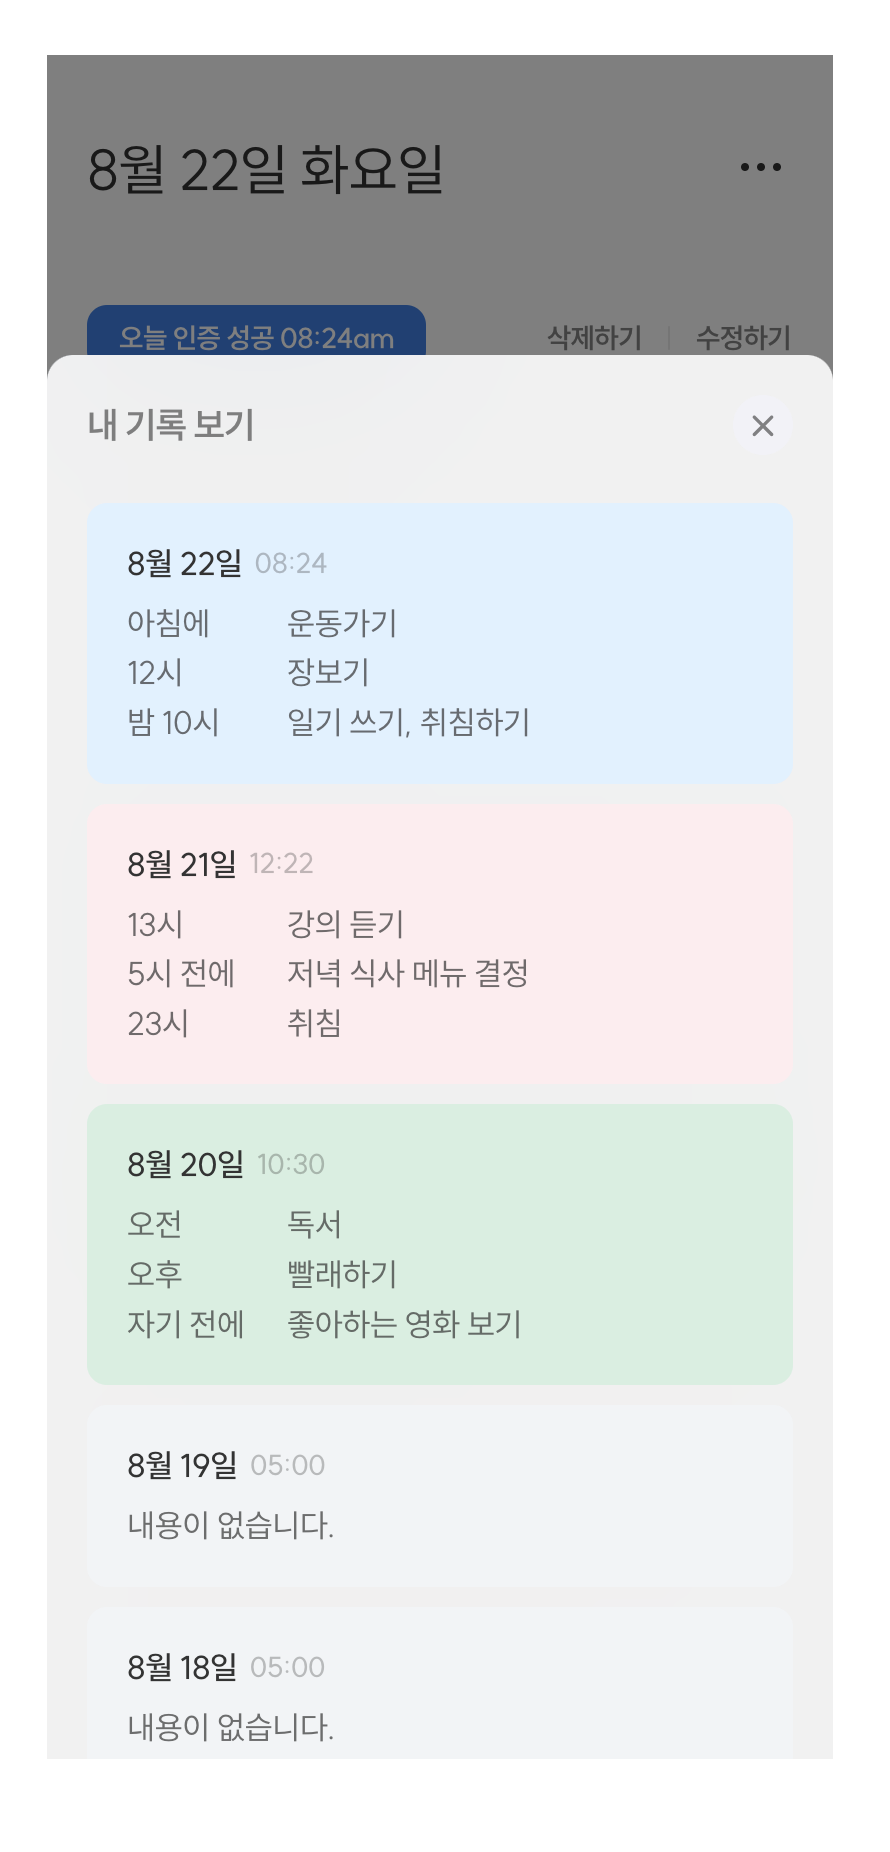 8월 22일 화요일
오늘 인증 성공 08:24am 삭제하기 수정하기
내 기록 보기
8월 22일 08:24
아침에 운동가기
12시 장보기
밤 10시 일기 쓰기, 취침하기
8월 21일 12:22
13시 강의 듣기
5시 전에 저녁 식사 메뉴 결정
23시 취침
8월 20일 10:30
오전 독서
오후 빨래하기
자기 전에 좋아하는 영화 보기
8월 19일 05:00
내용이 없습니다.
8월 18일 05:00
내용이 없습니다.